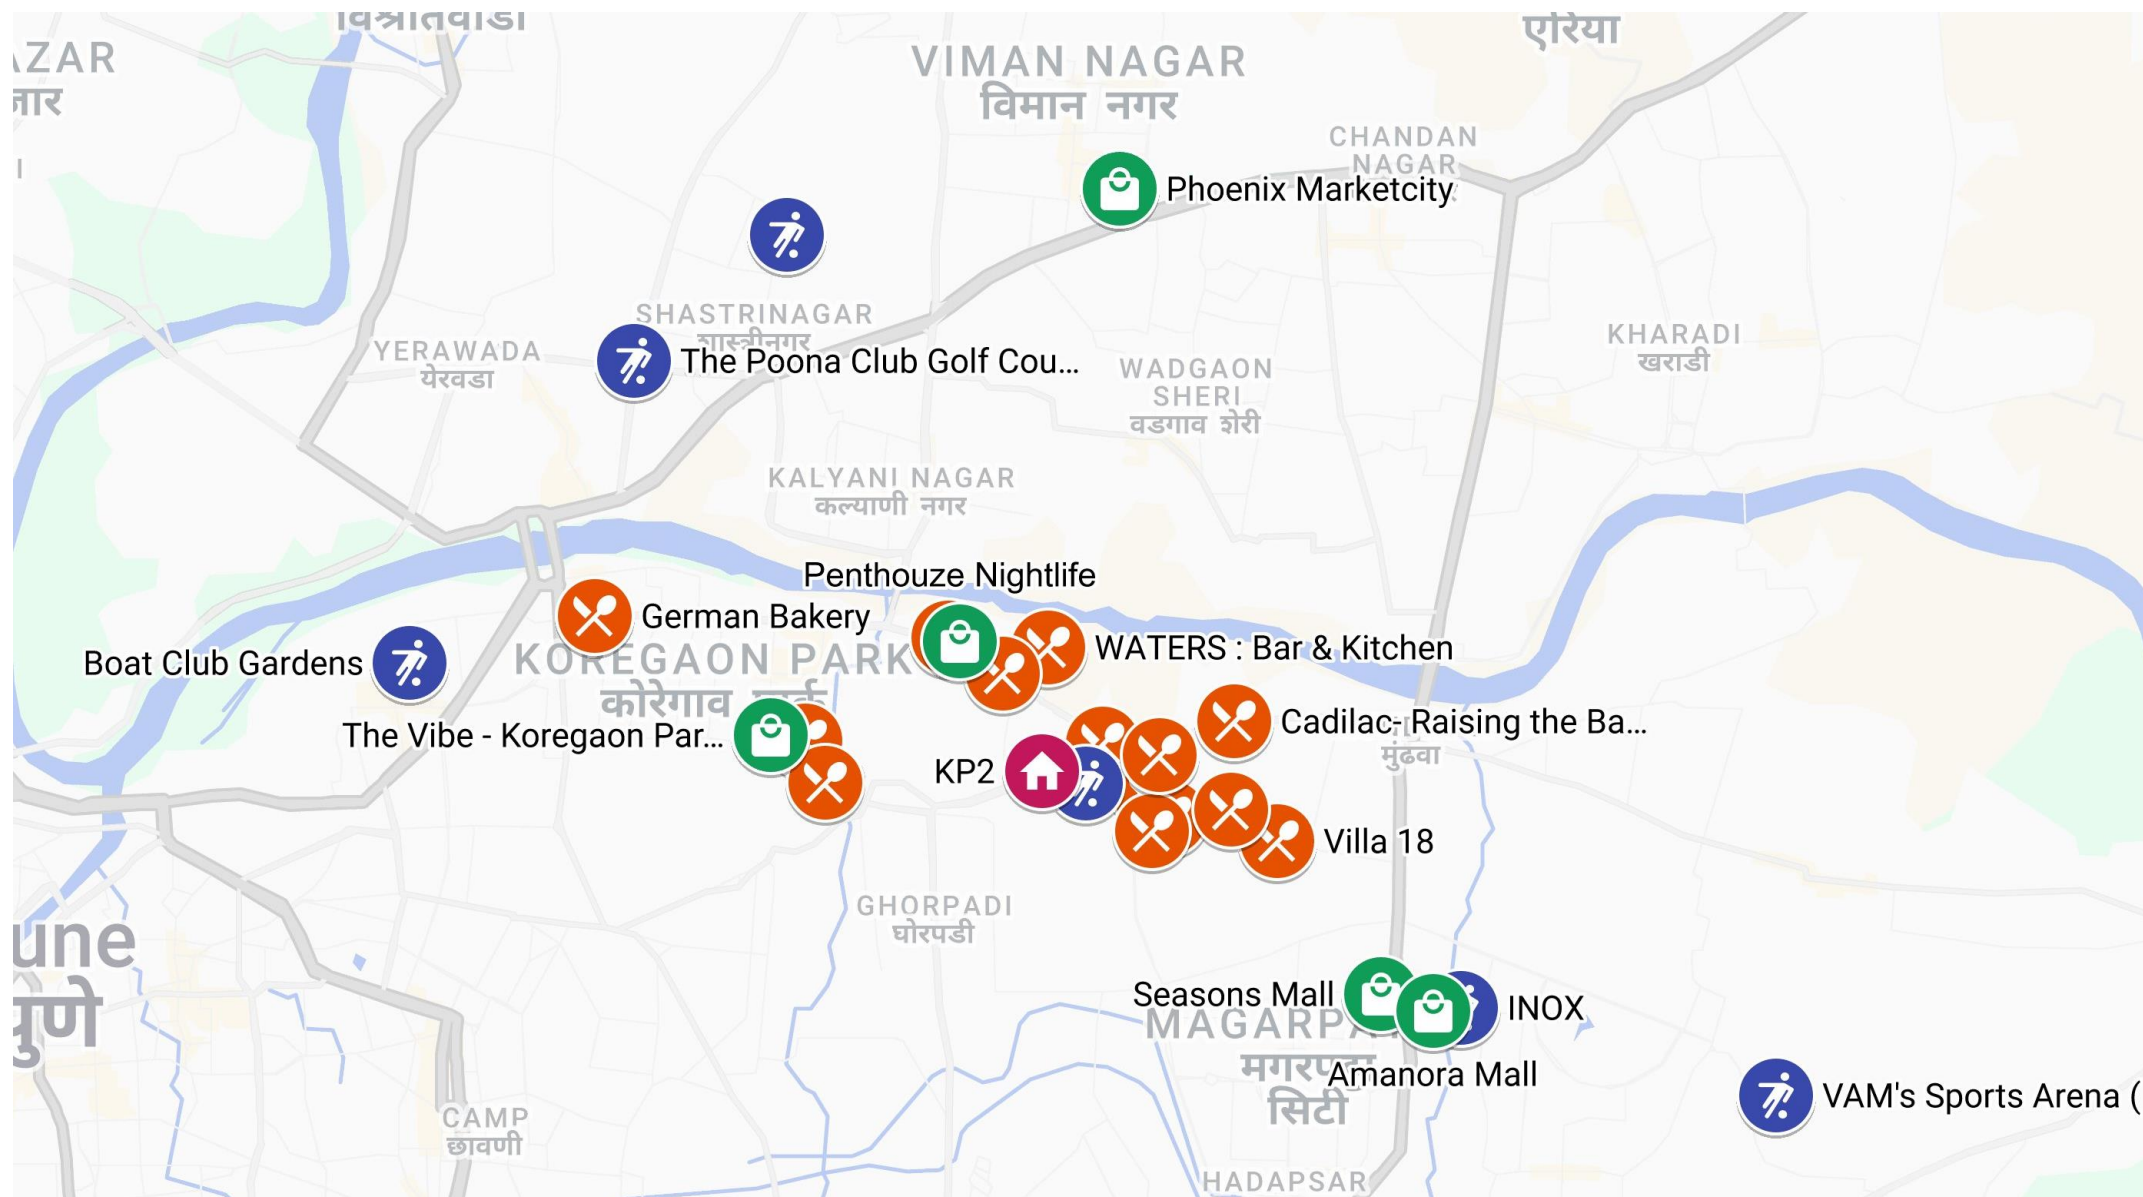 विश्रांतवाडी
एरिया
AZAR
जार
VIMAN NAGAR
विमान नगर
CHANDAN
NAGAR
Phoenix Marketcity
SHASTRINAGAR
शास्त्रीनगर
The Poona Club Golf Cou...
YERAWADA
येरवडा
KHARADI
खराडी
WADGAON
SHERI
वडगाव शेरी
KALYANI NAGAR
कल्याणी नगर
Penthouze Nightlife
German Bakery
WATERS : Bar & Kitchen
Boat Club Gardens
KOREGAON PARK
कोरेगाव पार्क
The Vibe - Koregaon Par...
Cadilac- Raising the Ba...
मुंढवा
KP2
Villa 18
GHORPADI
घोरपडी
une
पुणे
Seasons Mall
INOX
MAGARPA
मगरपट्टा
सिटी
Amanora Mall
VAM's Sports Arena (
CAMP
छावणी
HADAPSAR